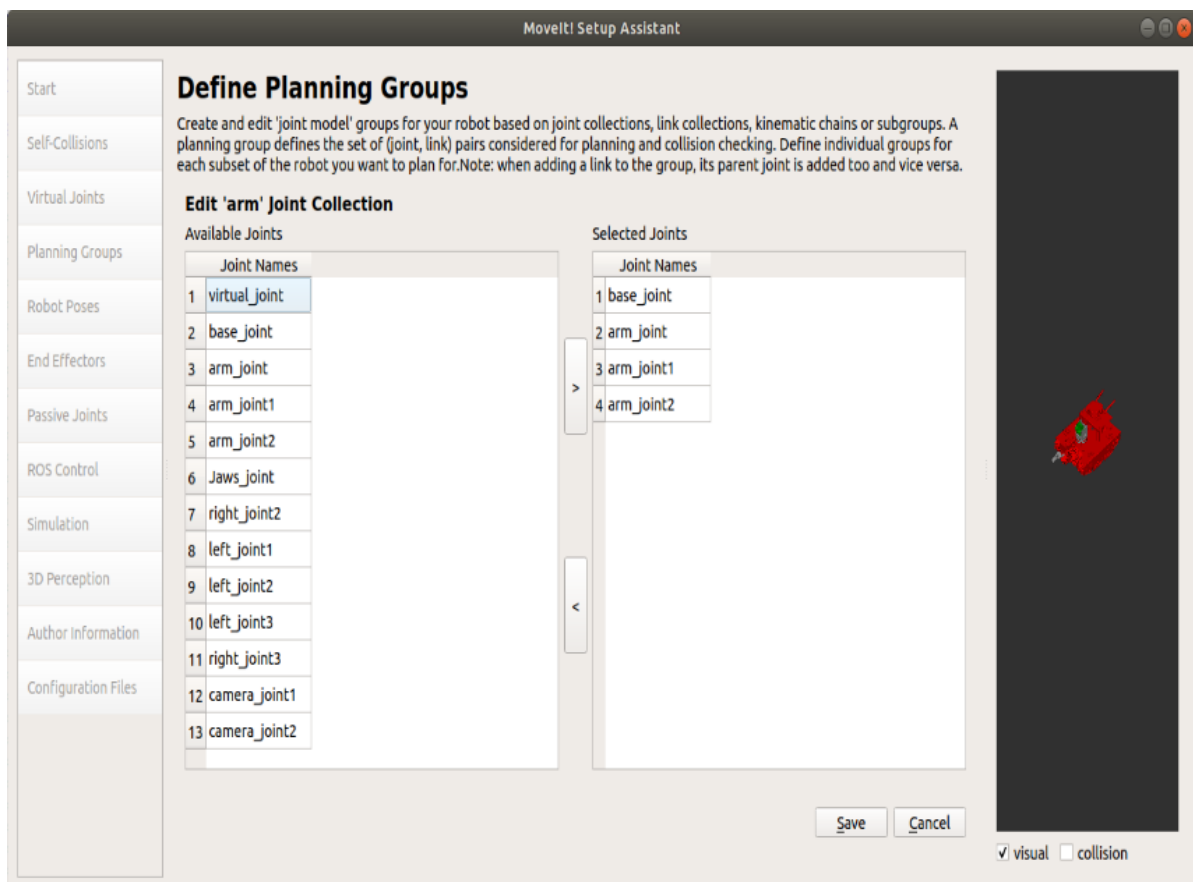 MoveIt! Setup Assistant
Start
Self-Collisions
Virtual Joints
Planning Groups
Robot Poses
End Effectors
Passive Joints
ROS Control
Simulation
3D Perception
Author Information
Configuration Files
Define Planning Groups
Create and edit 'joint model' groups for your robot based on joint collections, link collections, kinematic chains or subgroups. A
planning group defines the set of (joint, link) pairs considered for planning and collision checking. Define individual groups for
each subset of the robot you want to plan for.Note: when adding a link to the group, its parent joint is added too and vice versa.
Edit 'arm' Joint Collection
Available Joints
Joint Names
1 virtual_joint
2 base_joint
3 arm_joint
4 arm_joint1
5 arm_joint2
6 Jaws_joint
7 right_joint2
8 left_joint1
9 left_joint2
10 left_joint3
11 right_joint3
12 camera_joint1
13 camera_joint2
>
<
Selected Joints
Joint Names
1 base_joint
2 arm_joint
3 arm_joint1
4 arm_joint2
Save Cancel
visual collision